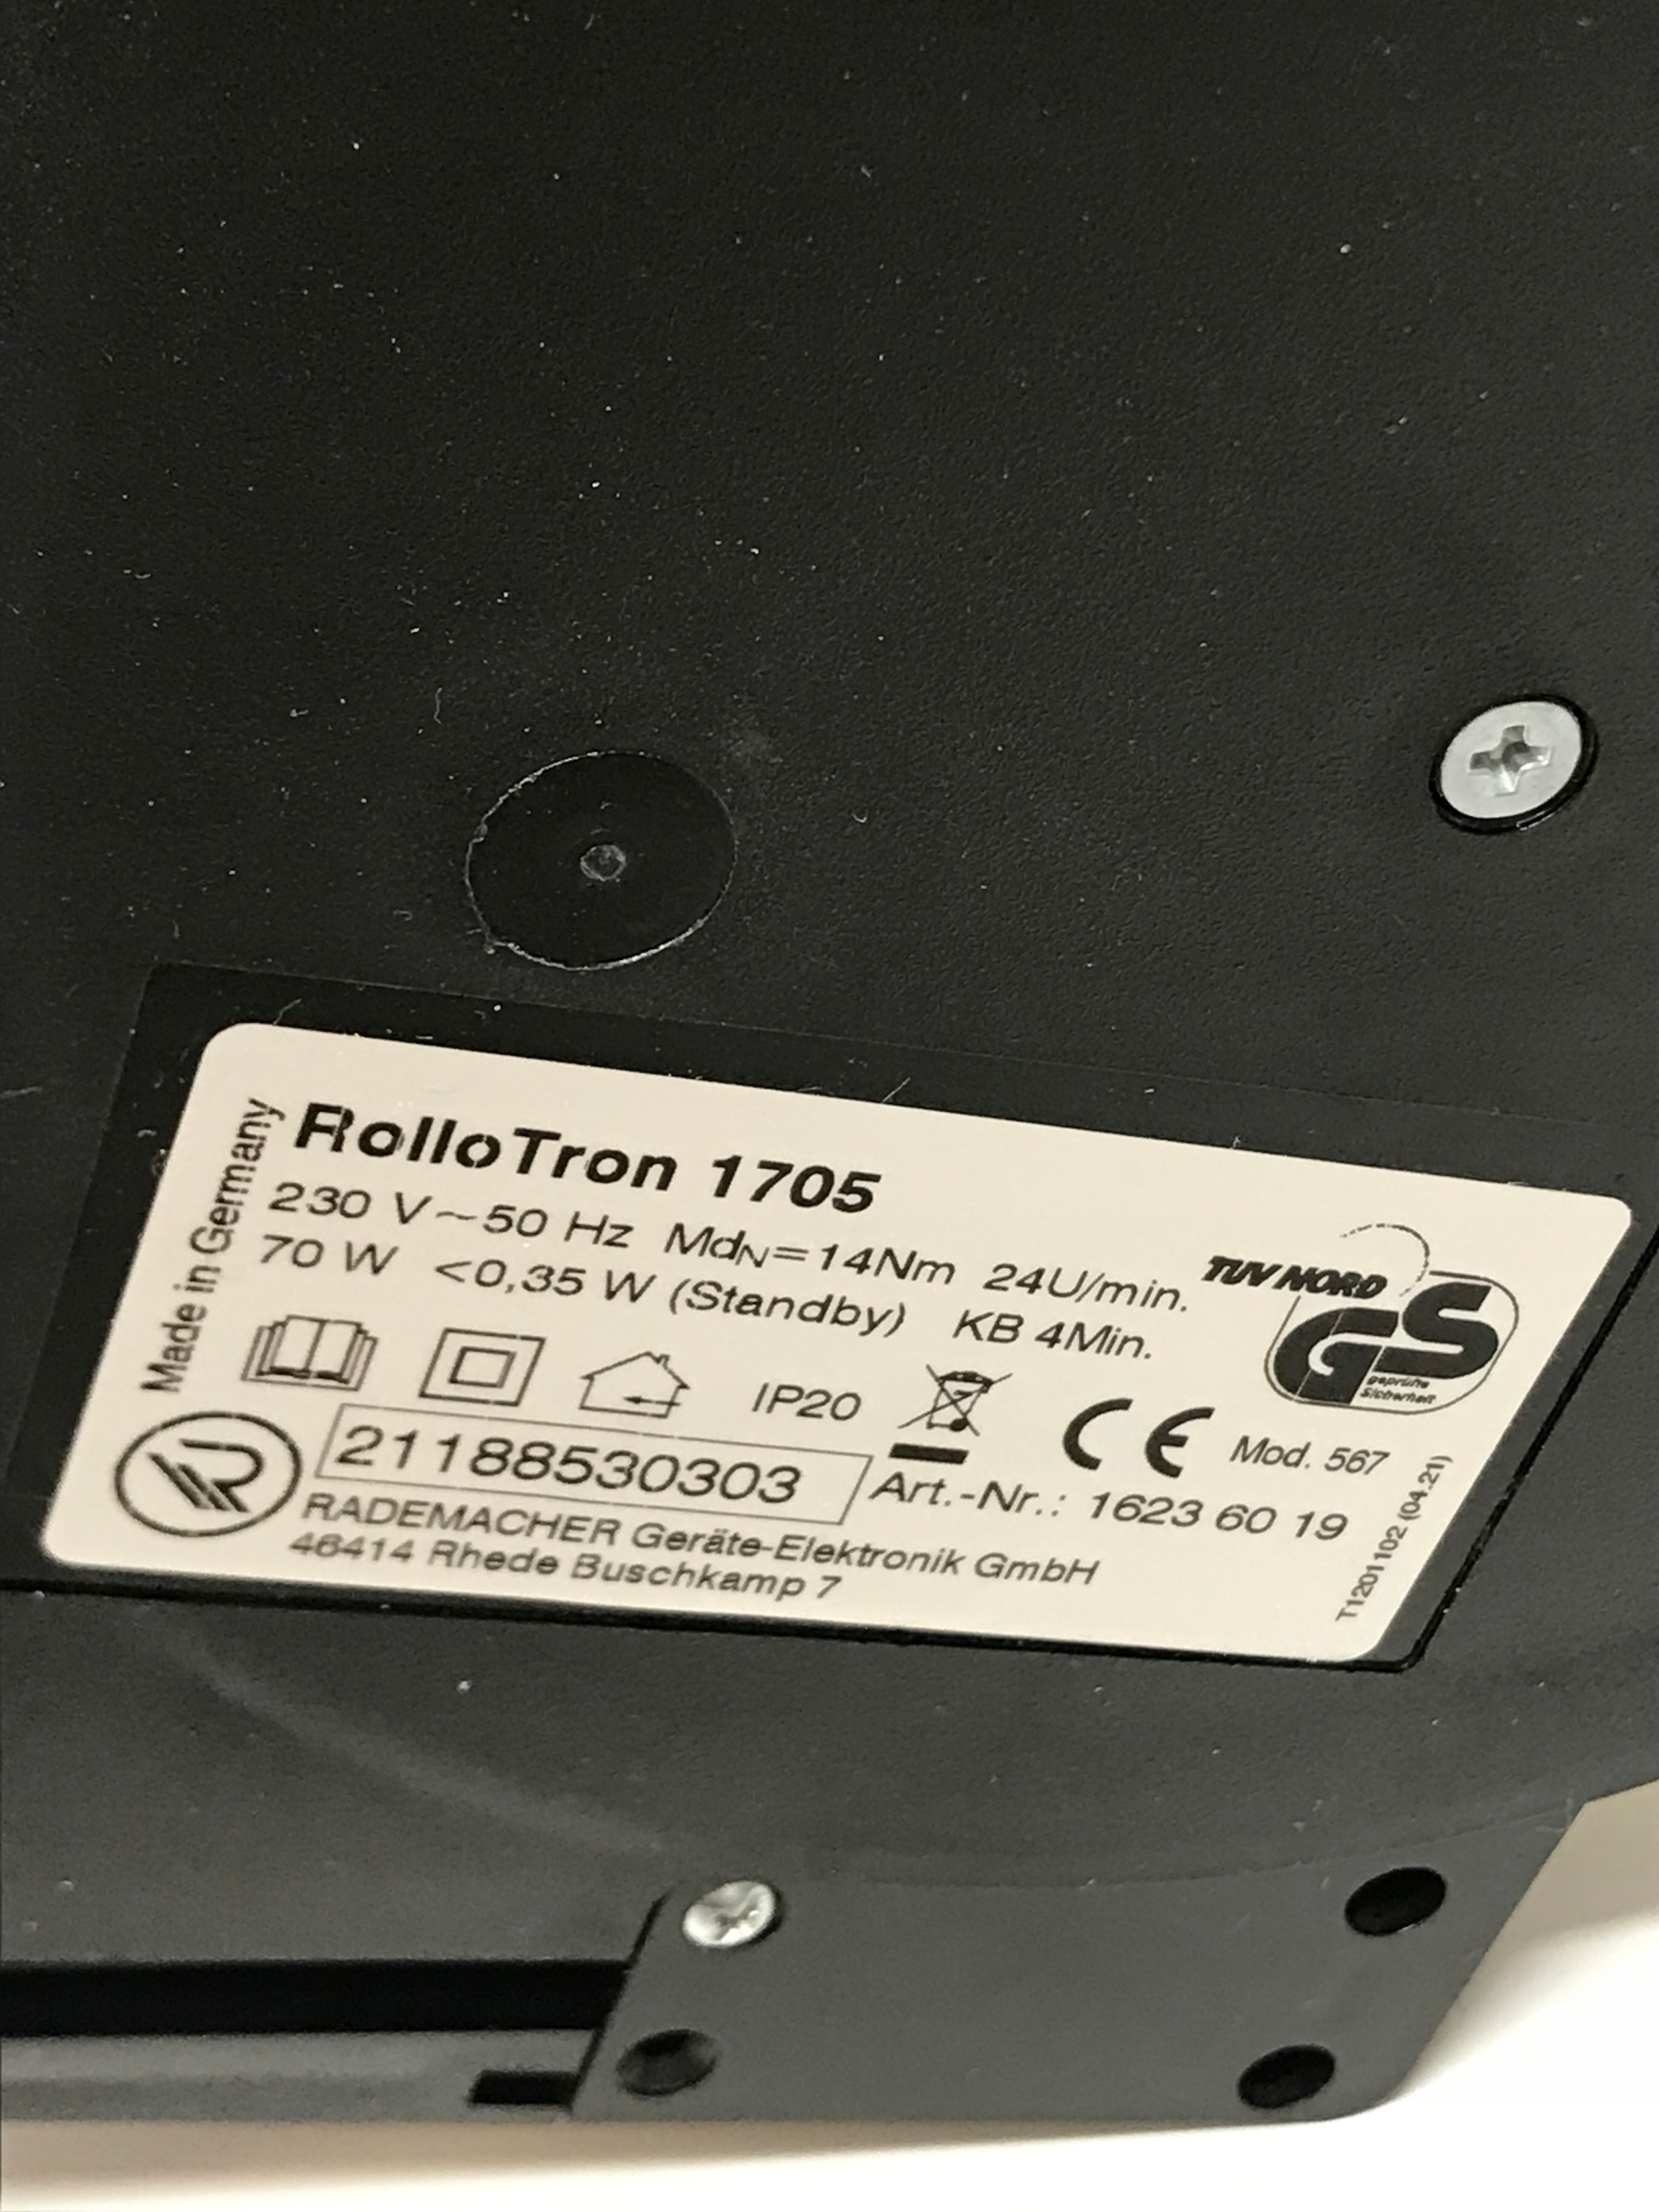 RolloTron 1705
230 V~50 Hz MdN=14Nm 24U/min.
70 W <0,35 W (Standby) KB 4Min.
Made in Germany
TÜV NORD
GS
geprüfte
Sicherheit
IP20
CE
Mod. 567
21188530303
Art.-Nr.: 1623 60 19
RADEMACHER Geräte-Elektronik GmbH
46414 Rhede Buschkamp 7
T1201102 (04.21)